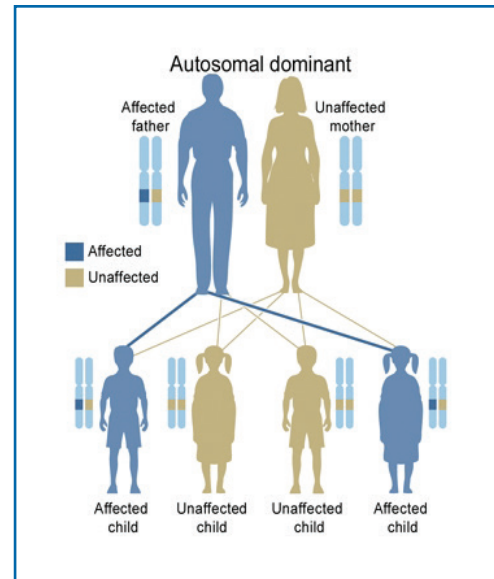 Autosomal dominant
Affected
father
Unaffected
mother
Affected
Unaffected
Affected
child
Unaffected
child
Unaffected
child
Affected
child